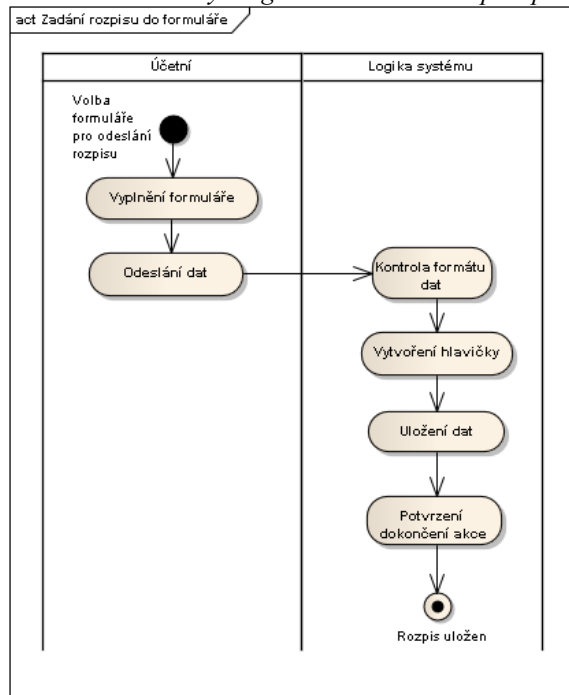 act Zadání rozpisu do formuláře
Účetní
Logika systému
Volba
formuláře
pro odeslání
rozpisu
Vyplnění formuláře
Odeslání dat
Kontrola formátu
dat
Vytvoření hlavičky
Uložení dat
Potvrzení
dokončení akce
Rozpis uložen